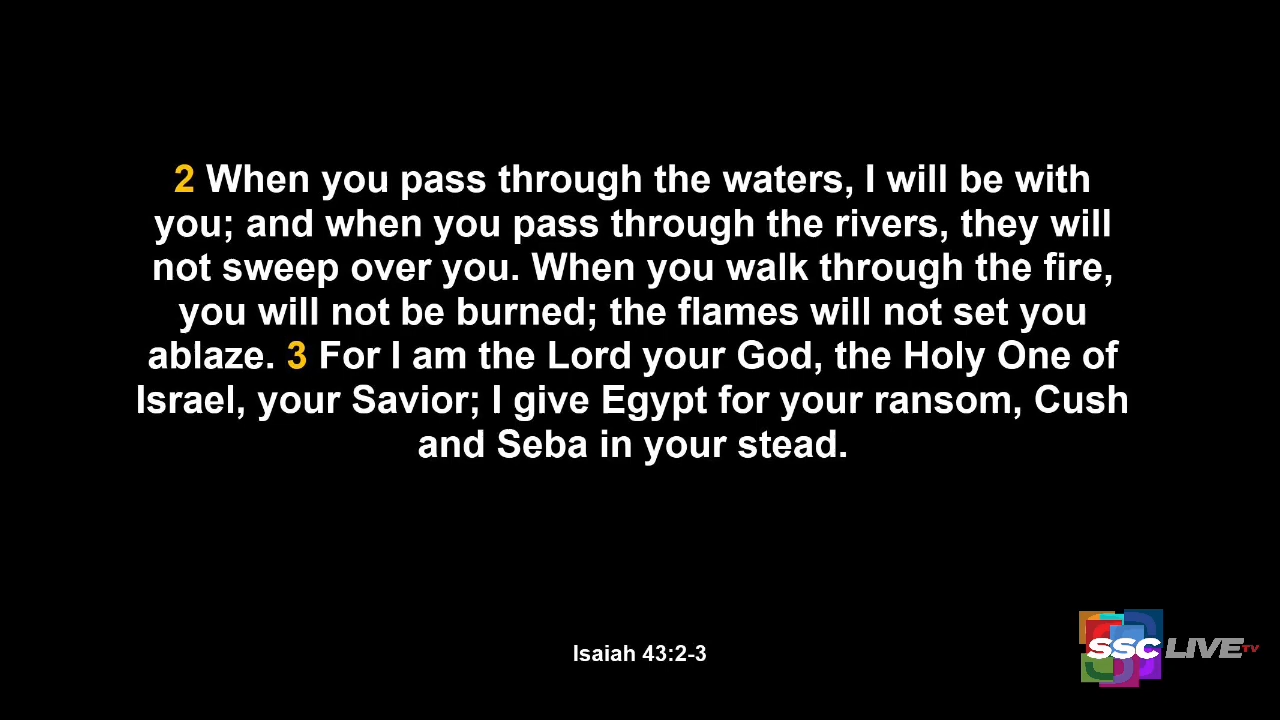 2 When you pass through the waters, I will be with
you; and when you pass through the rivers, they will
not sweep over you. When you walk through the fire,
you will not be burned; the flames will not set you
ablaze. 3 For I am the Lord your God, the Holy One of
Israel, your Savior; I give Egypt for your ransom, Cush
and Seba in your stead.
Isaiah 43:2-3
SSC LIVE TV